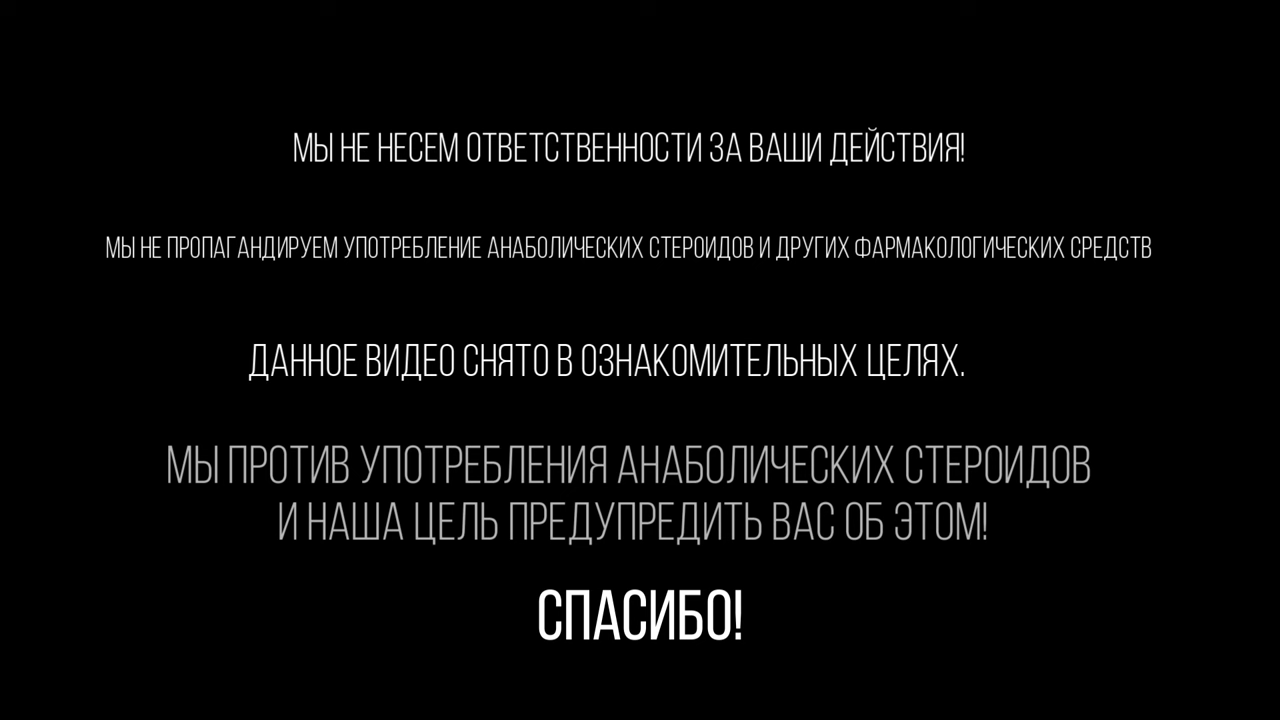 МЫ НЕ НЕСЕМ ОТВЕТСТВЕННОСТИ ЗА ВАШИ ДЕЙСТВИЯ!
МЫ НЕ ПРОПАГАНДИРУЕМ УПОТРЕБЛЕНИЕ АНАБОЛИЧЕСКИХ СТЕРОИДОВ И ДРУГИХ ФАРМАКОЛОГИЧЕСКИХ СРЕДСТВ
ДАННОЕ ВИДЕО СНЯТО В ОЗНАКОМИТЕЛЬНЫХ ЦЕЛЯХ.
МЫ ПРОТИВ УПОТРЕБЛЕНИЯ АНАБОЛИЧЕСКИХ СТЕРОИДОВ
И НАША ЦЕЛЬ ПРЕДУПРЕДИТЬ ВАС ОБ ЭТОМ!
СПАСИБО!